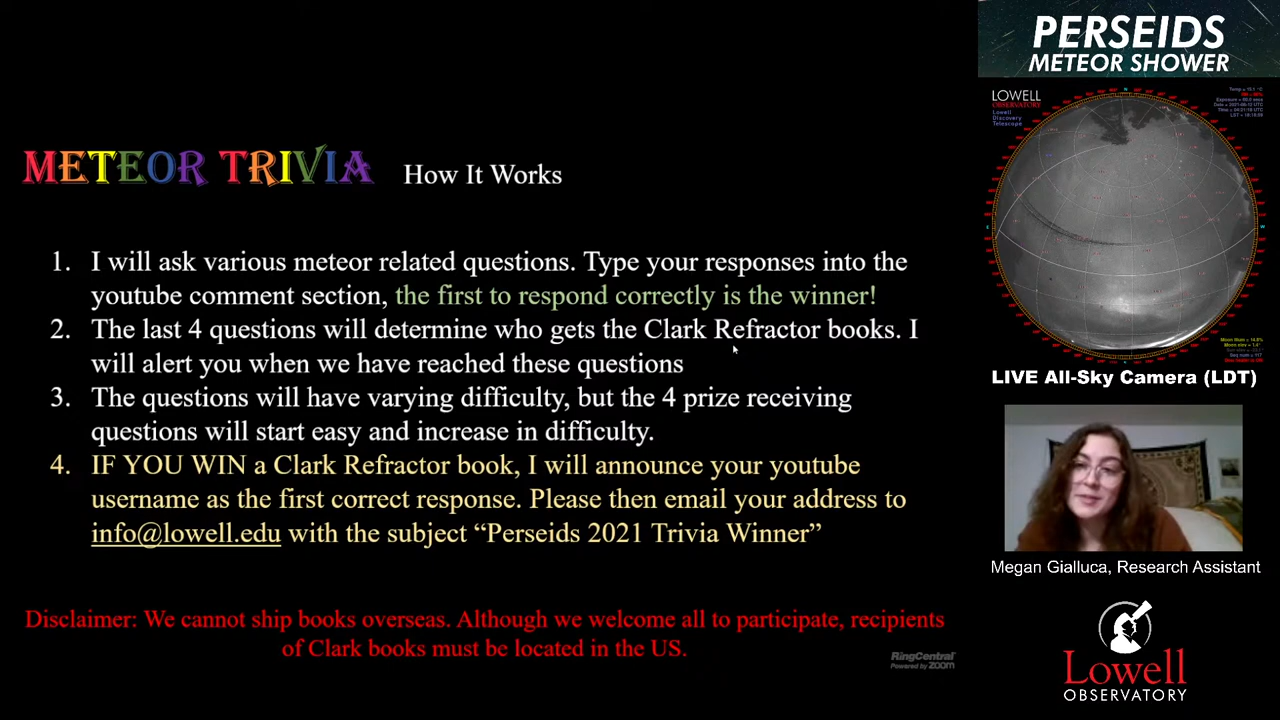 METEOR TRIVIA How It Works
1. I will ask various meteor related questions. Type your responses into the
youtube comment section, the first to respond correctly is the winner!
2. The last 4 questions will determine who gets the Clark Refractor books. I
will alert you when we have reached these questions
3. The questions will have varying difficulty, but the 4 prize receiving
questions will start easy and increase in difficulty.
4. IF YOU WIN a Clark Refractor book, I will announce your youtube
username as the first correct response. Please then email your address to
info@lowell.edu with the subject “Perseids 2021 Trivia Winner”
Disclaimer: We cannot ship books overseas. Although we welcome all to participate, recipients
of Clark books must be located in the US.
RingCentral
Powered by zoom
PERSEIDS
METEOR SHOWER
LOWELL
OBSERVATORY
Lowell
Discovery
Telescope
LIVE All-Sky Camera (LDT)
Megan Gialluca, Research Assistant
Lowell
OBSERVATORY